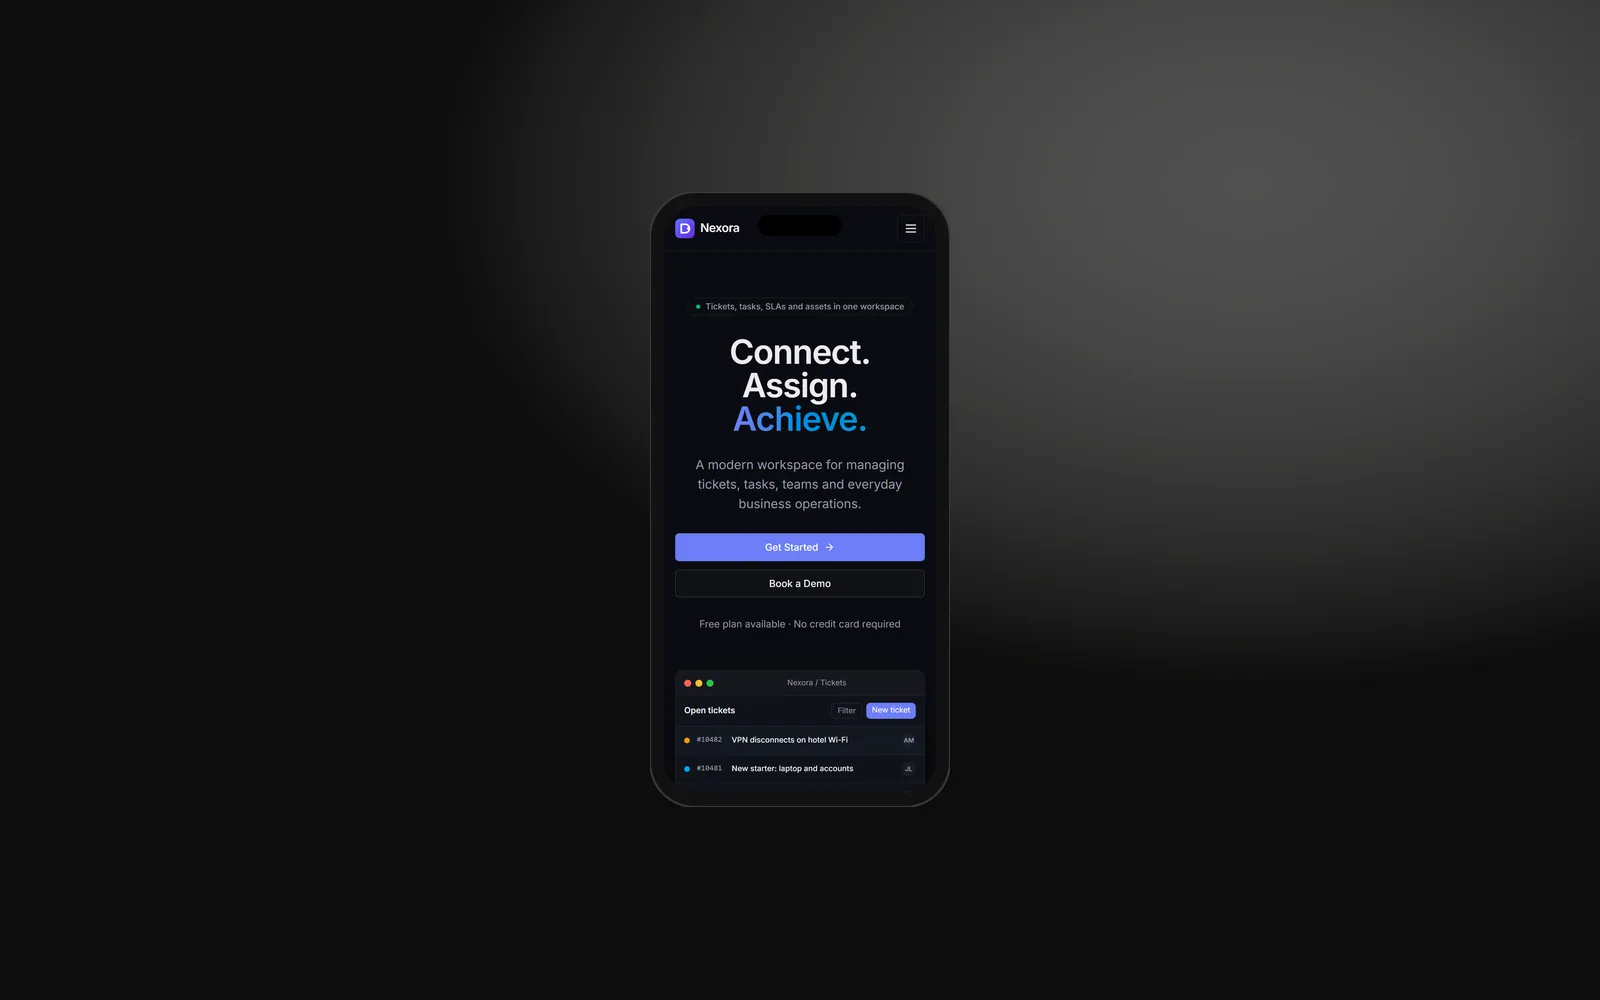 Nexora
Tickets, tasks, SLAs and assets in one workspace
Connect.
Assign.
Achieve.
A modern workspace for managing
tickets, tasks, teams and everyday
business operations.
Get Started →
Book a Demo
Free plan available · No credit card required
Nexora / Tickets
Open tickets
Filter
New ticket
#10482 VPN disconnects on hotel Wi-Fi AM
#10481 New starter: laptop and accounts JL